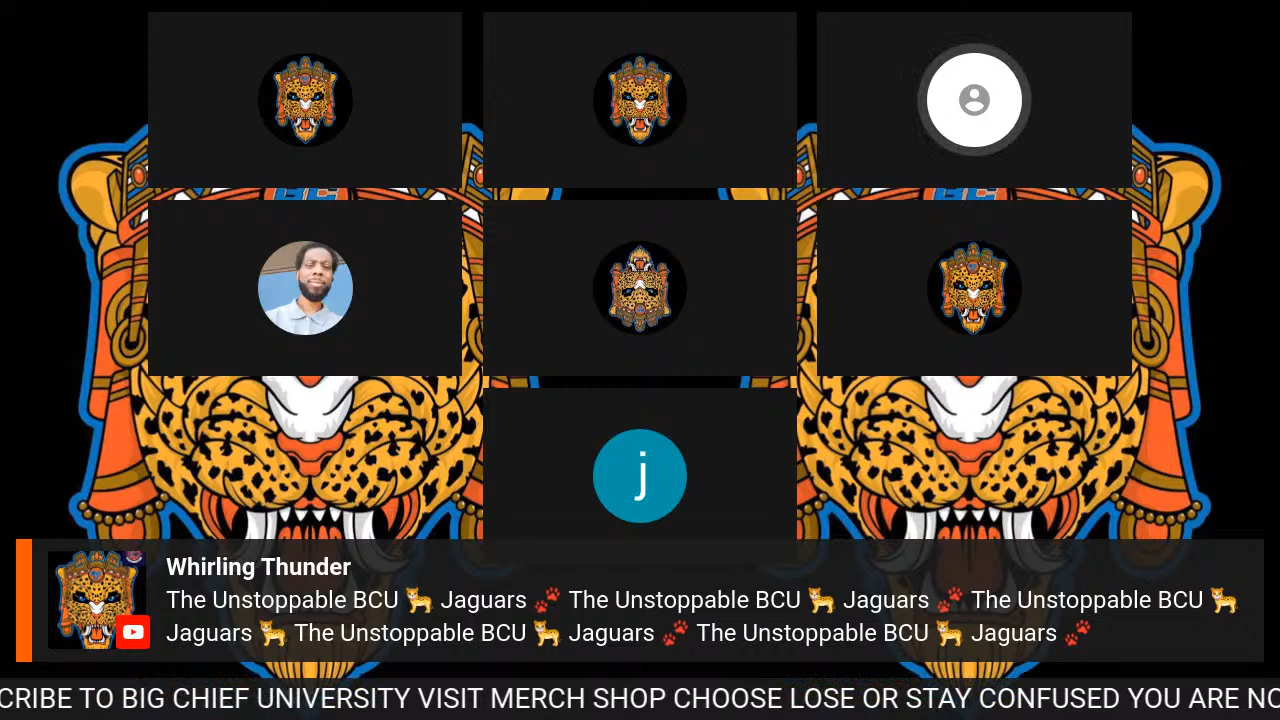 j
Whirling Thunder
The Unstoppable BCU 🐆 Jaguars 🐾 The Unstoppable BCU 🐆 Jaguars 🐾 The Unstoppable BCU 🐆
Jaguars 🐆 The Unstoppable BCU 🐆 Jaguars 🐾 The Unstoppable BCU 🐆 Jaguars 🐾
CRIBE TO BIG CHIEF UNIVERSITY VISIT MERCH SHOP CHOOSE LOSE OR STAY CONFUSED YOU ARE NO